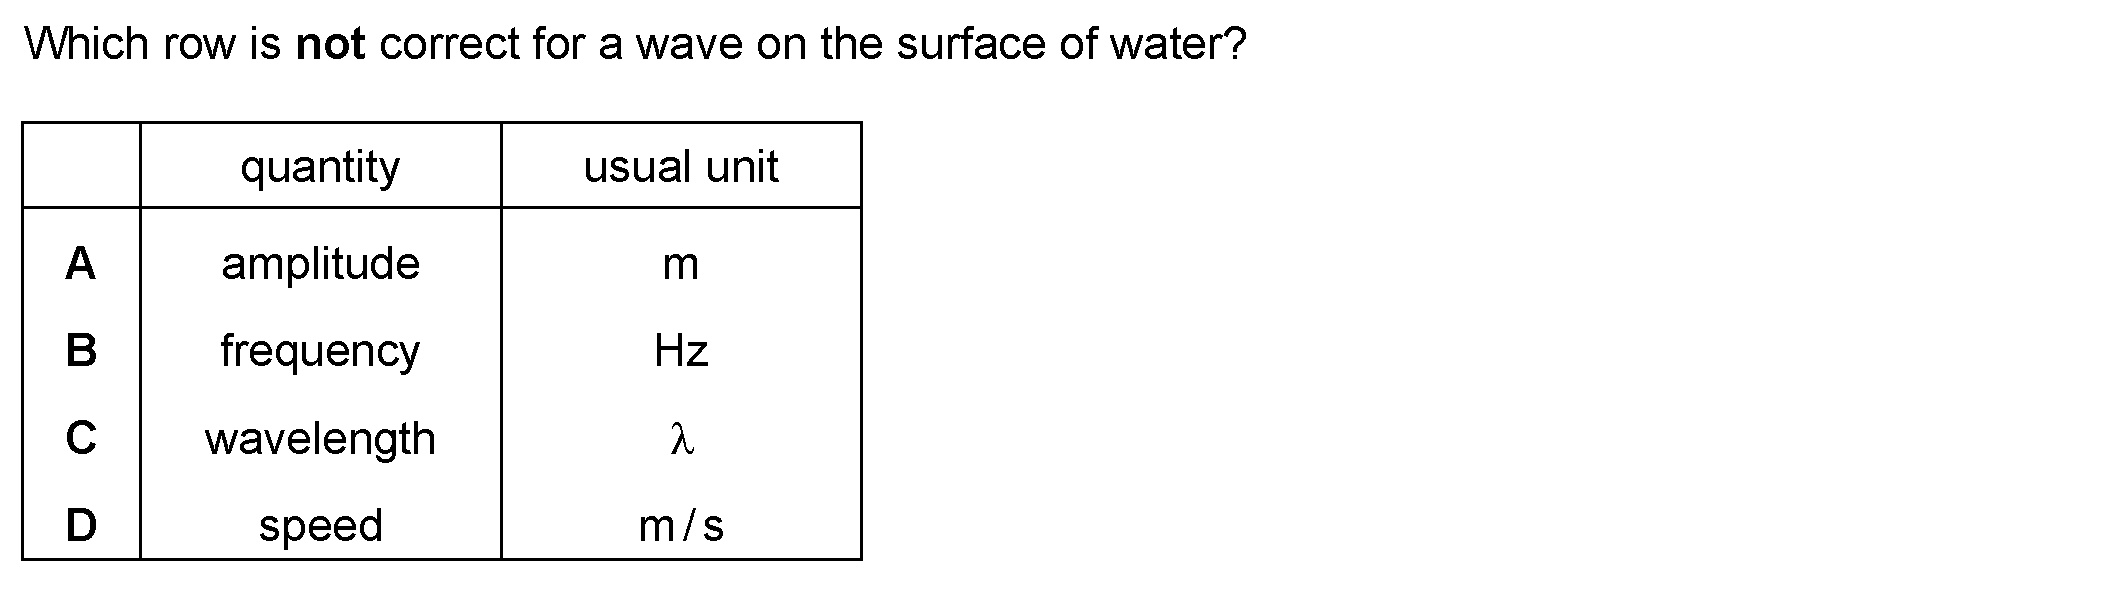 Which row is not correct for a wave on the surface of water?
quantity usual unit
A amplitude m
B frequency Hz
C wavelength λ
D speed m / s